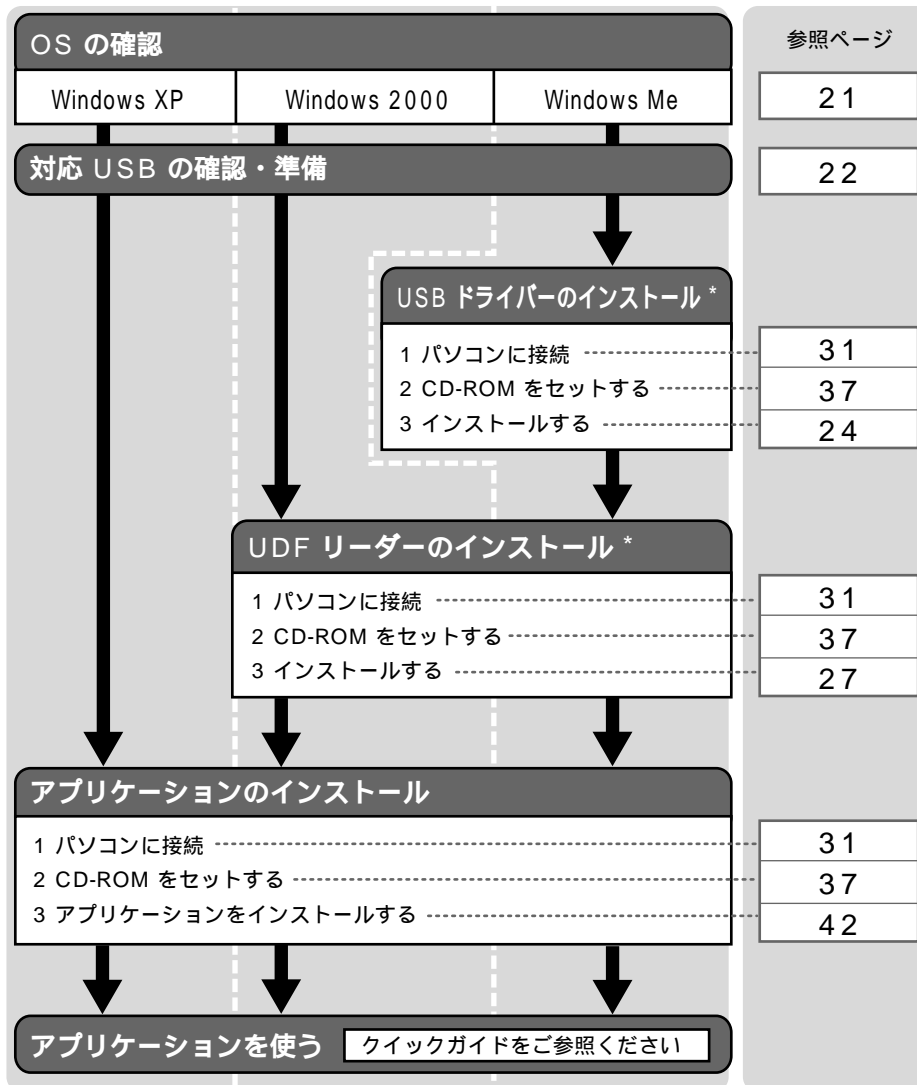 OS の確認
参照ページ
Windows XP
Windows 2000
Windows Me
21
対応 USB の確認・準備
22
USB ドライバーのインストール *
1 パソコンに接続
31
2 CD-ROM をセットする
37
3 インストールする
24
UDF リーダーのインストール *
1 パソコンに接続
31
2 CD-ROM をセットする
37
3 インストールする
27
アプリケーションのインストール
1 パソコンに接続
31
2 CD-ROM をセットする
37
3 アプリケーションをインストールする
42
アプリケーションを使う
クイックガイドをご参照ください